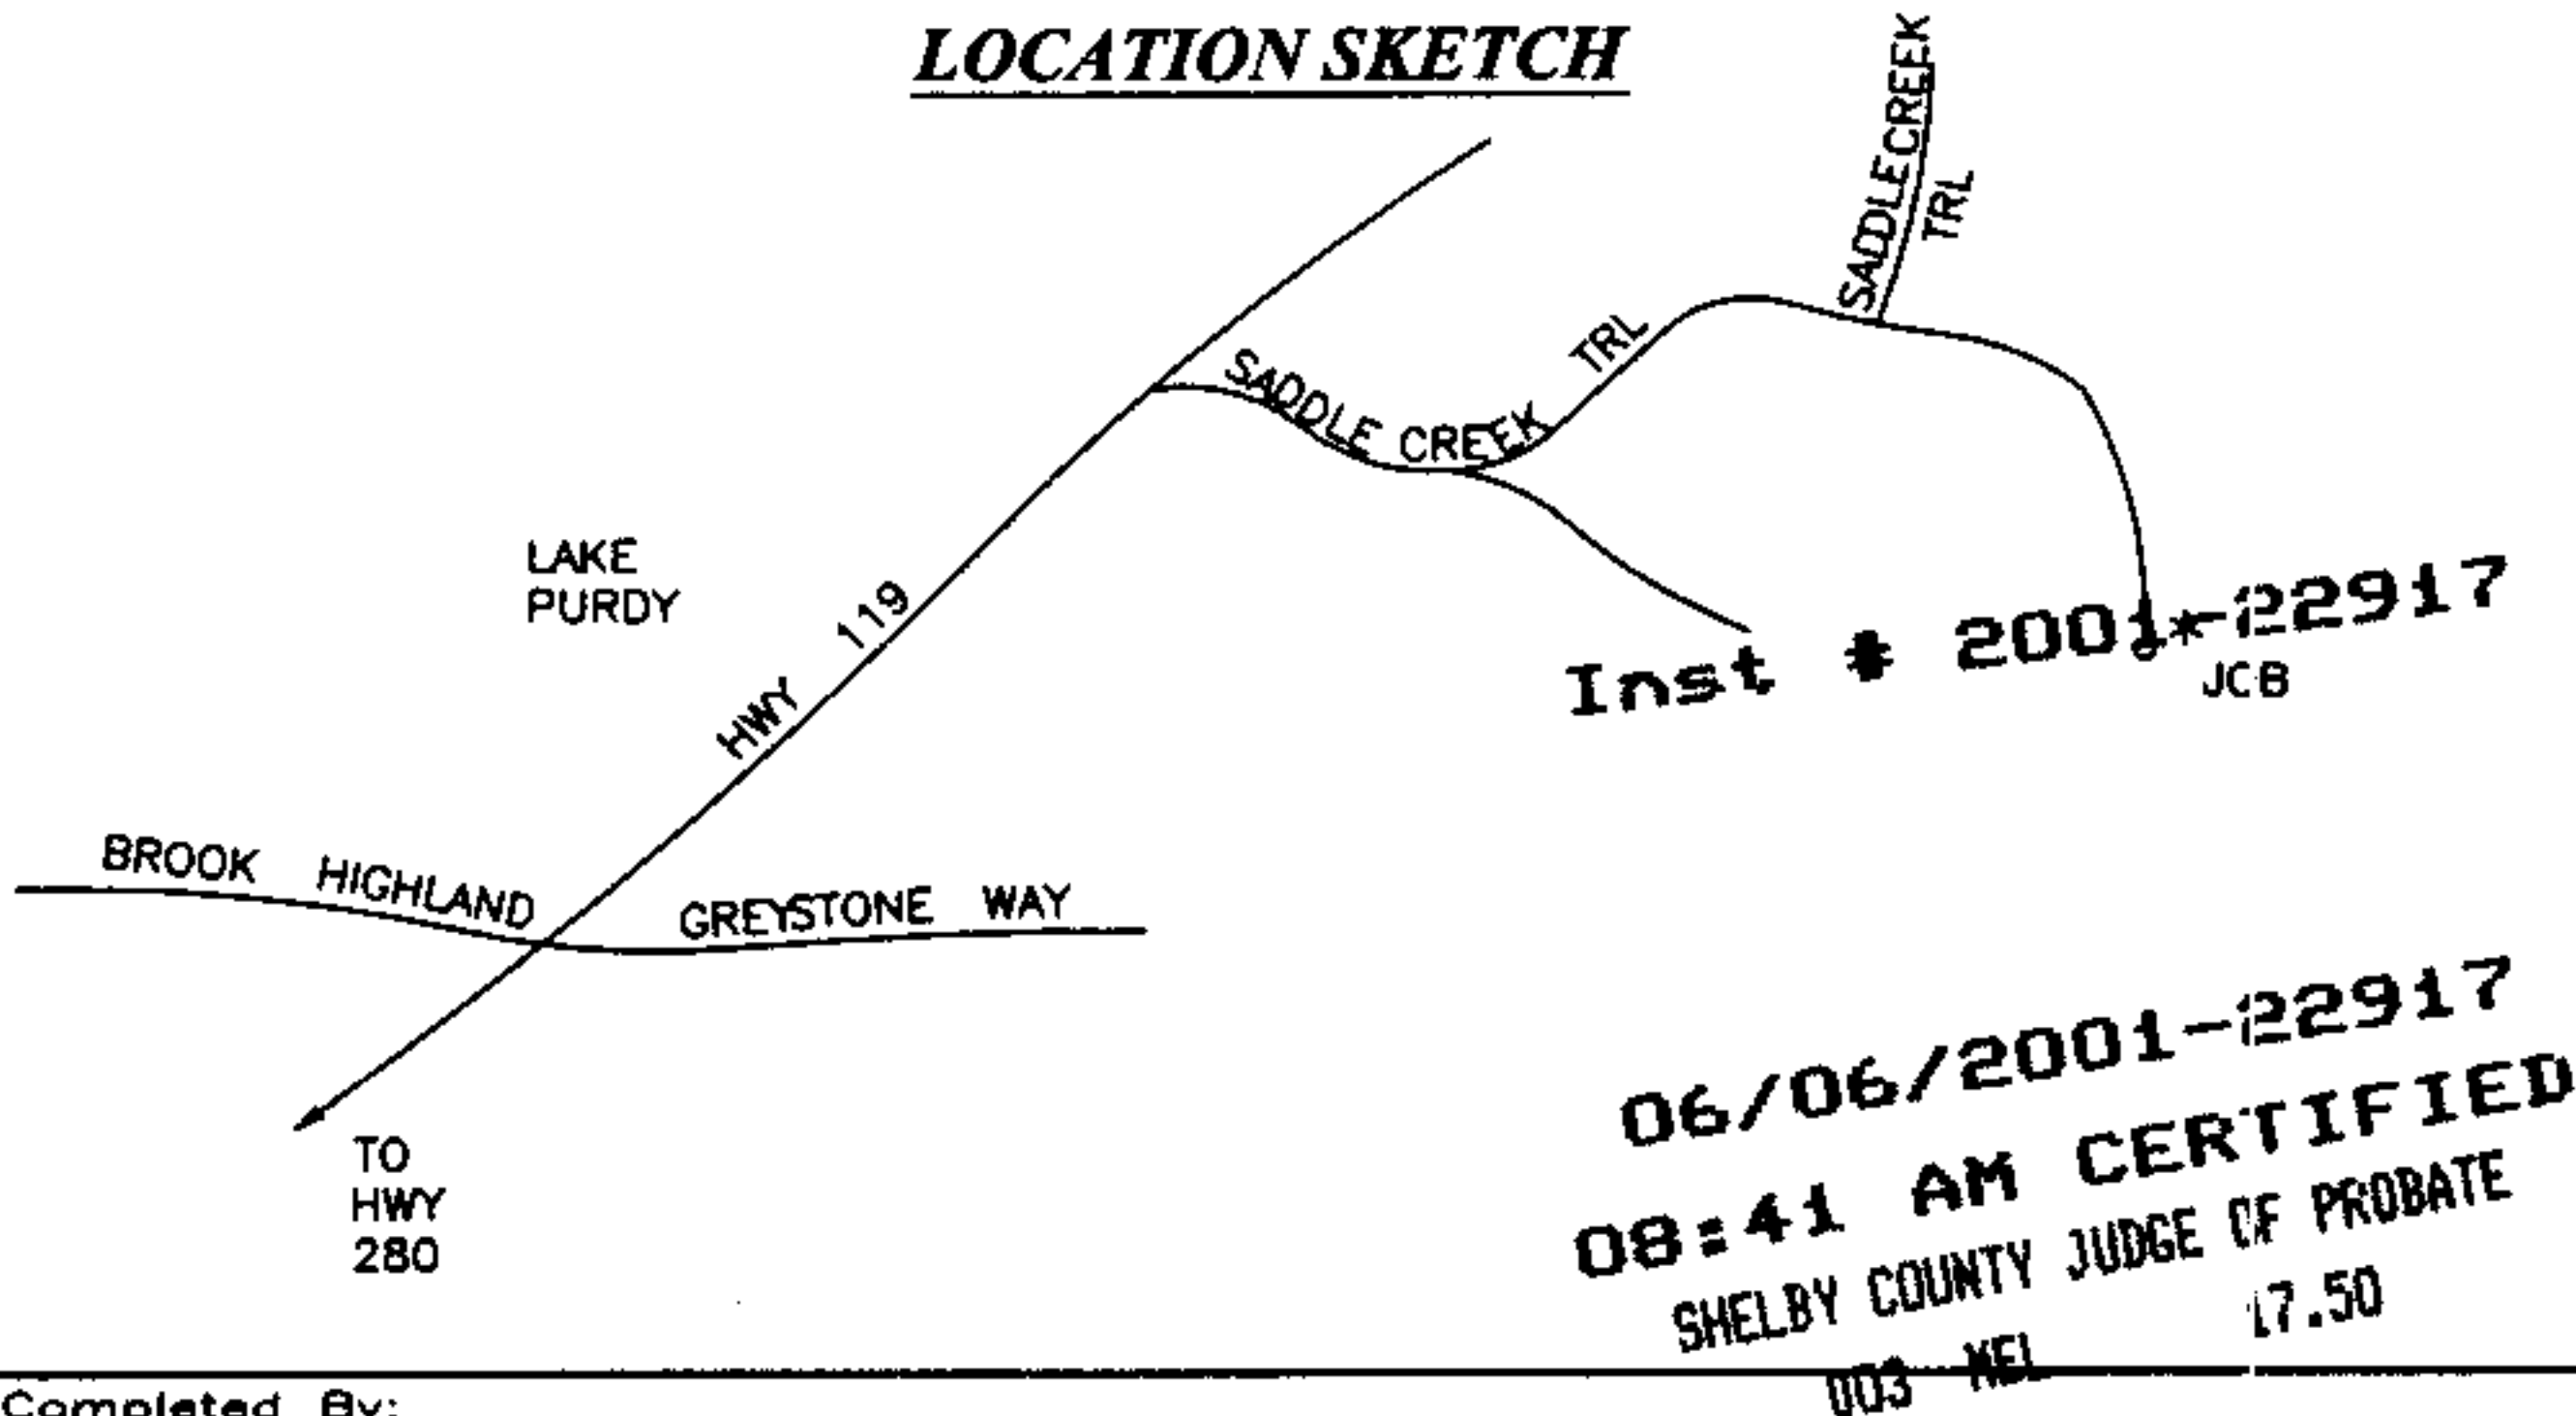 LOCATION SKETCH
SADDLECREEK
TRL
SADDLE CREEK TRL
LAKE
PURDY
HWY 119
Inst # 2001-22917
JOB
BROOK HIGHLAND
GREYSTONE WAY
TO
HWY
280
06/06/2001-22917
08:41 AM CERTIFIED
SHELBY COUNTY JUDGE OF PROBATE
003 MEL 17.50
Completed By: